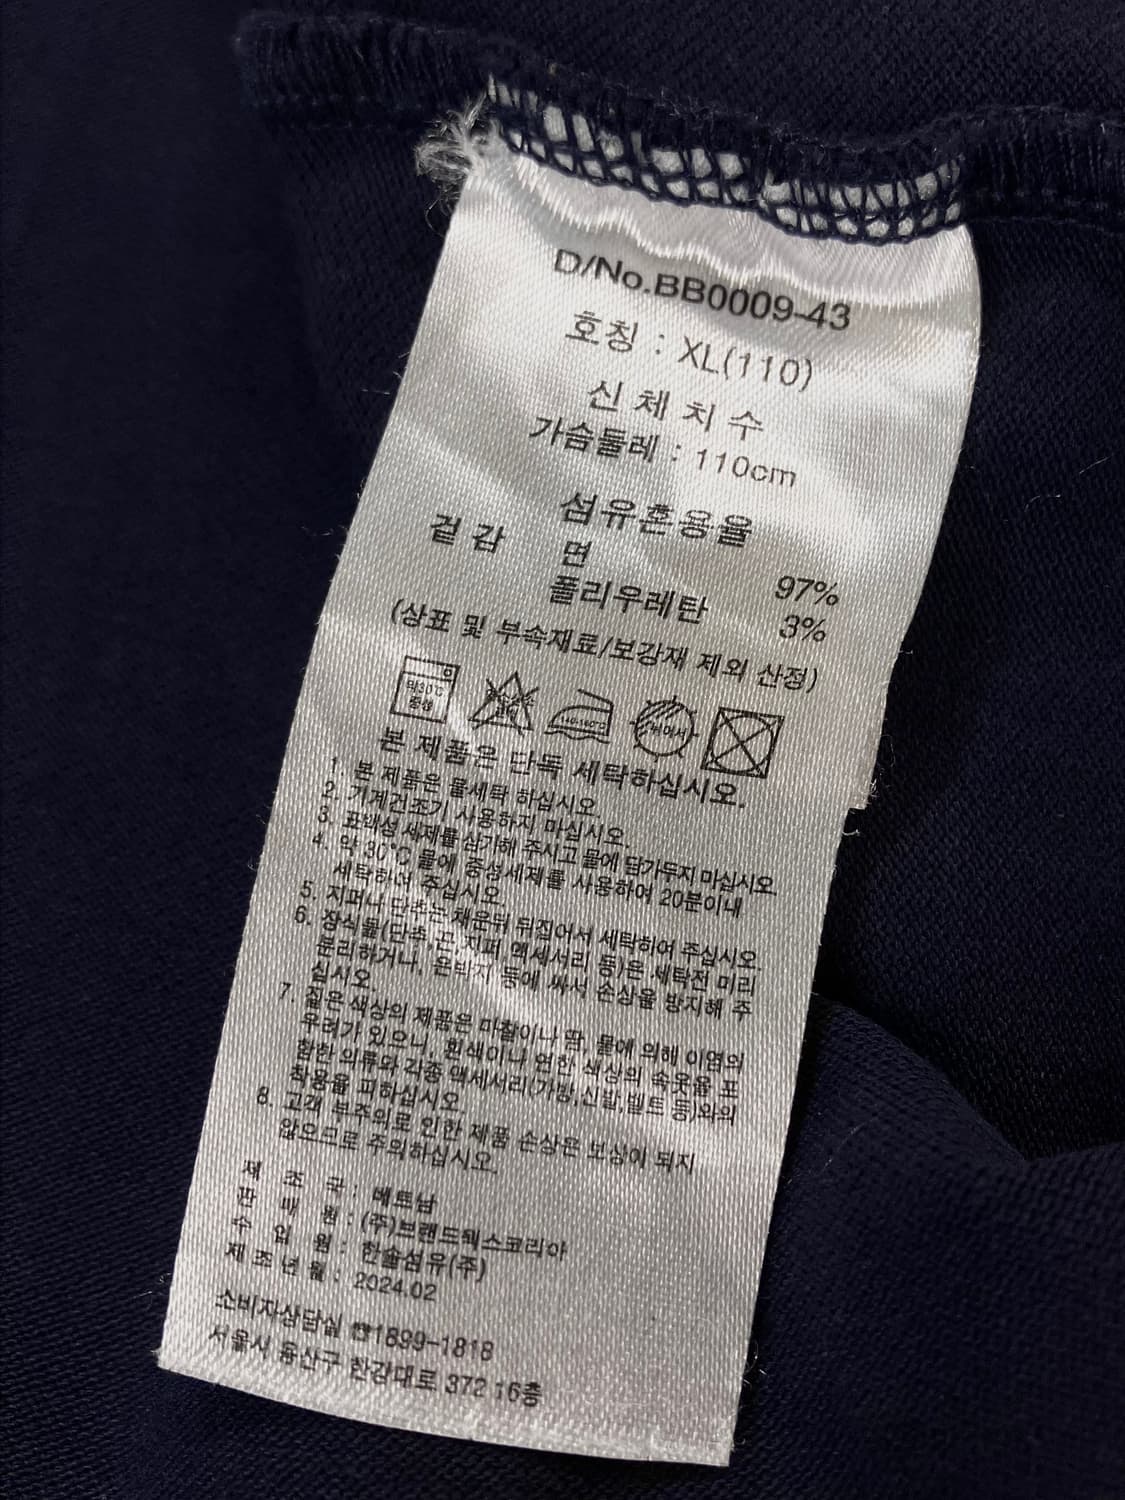 D/No.BB0009-43
호칭 : XL(110)
신 체 치 수
가슴둘레 : 110cm
섬유혼용율
겉 감 면 97%
폴리우레탄 3%
(상표 및 부속재료/보강재 제외 산정)
약30℃ 중성
140-160℃
뉘어서
본 제품은 단독 세탁하십시오.
1. 본 제품은 물세탁 하십시오.
2. 기계건조기 사용하지 마십시오.
3. 표백성 세제를 삼가해 주시고 물에 담가두지 마십시오.
4. 약 30℃ 물에 중성세제를 사용하여 20분이내
세탁하여 주십시오.
5. 지퍼나 단추는 채운뒤 뒤집어서 세탁하여 주십시오.
6. 장식물(단추,끈,지퍼, 액세서리 등)은 세탁전 미리
분리하거나, 은박지 등에 싸서 손상을 방지해 주
십시오.
7. 짙은 색상의 제품은 마찰이나 땀, 물에 의해 이염의
우려가 있으니, 흰색이나 연한 색상의 속옷을 포
함한 의류와 각종 액세서리(가방,신발,벨트 등)와의
착용을 피하십시오.
8. 고객 부주의로 인한 제품 손상은 보상이 되지
않으므로 주의하십시오.
제 조 국 : 베트남
판 매 원 : (주)브랜드웍스코리아
수 입 원 : 한솔섬유(주)
제 조 년 월 : 2024.02
소비자상담실 ☎1899-1818
서울시 용산구 한강대로 372 16층